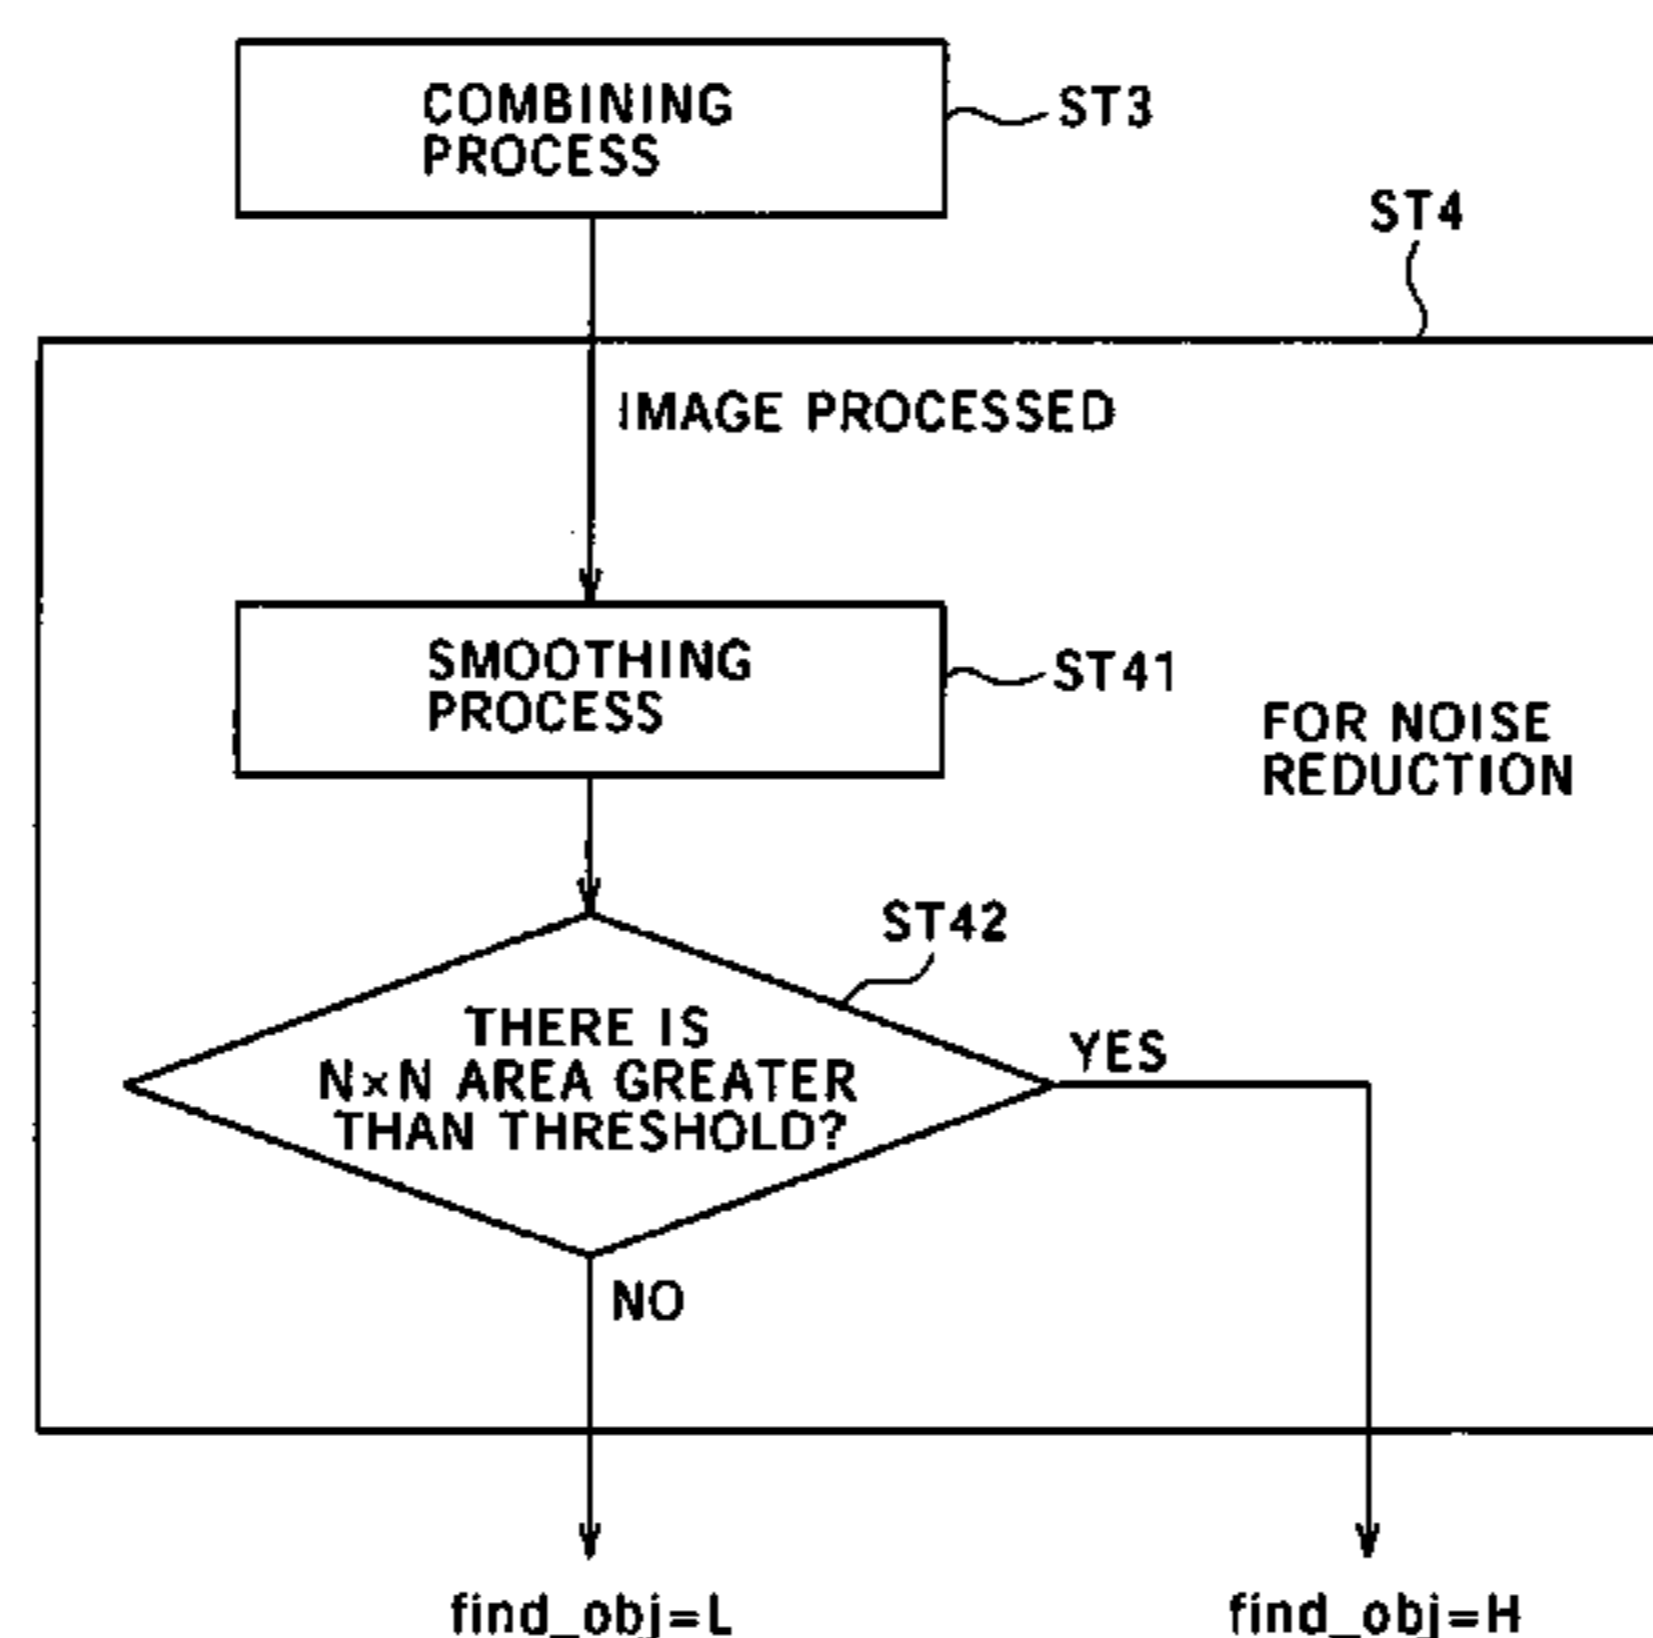 COMBINING
PROCESS
ST3
ST4
IMAGE PROCESSED
SMOOTHING
PROCESS
ST41
FOR NOISE
REDUCTION
ST42
THERE IS
N×N AREA GREATER
THAN THRESHOLD?
YES
NO
find_obj=L
find_obj=H